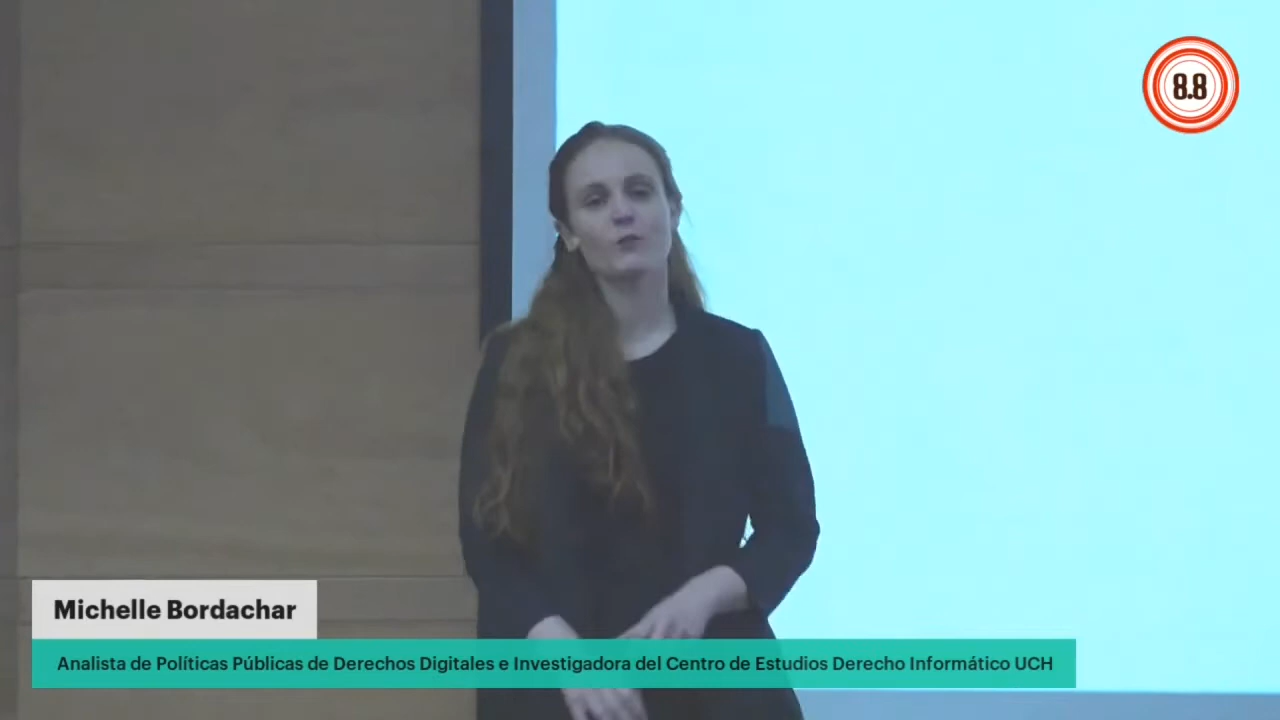 8.8
Michelle Bordachar
Analista de Políticas Públicas de Derechos Digitales e Investigadora del Centro de Estudios Derecho Informático UCH